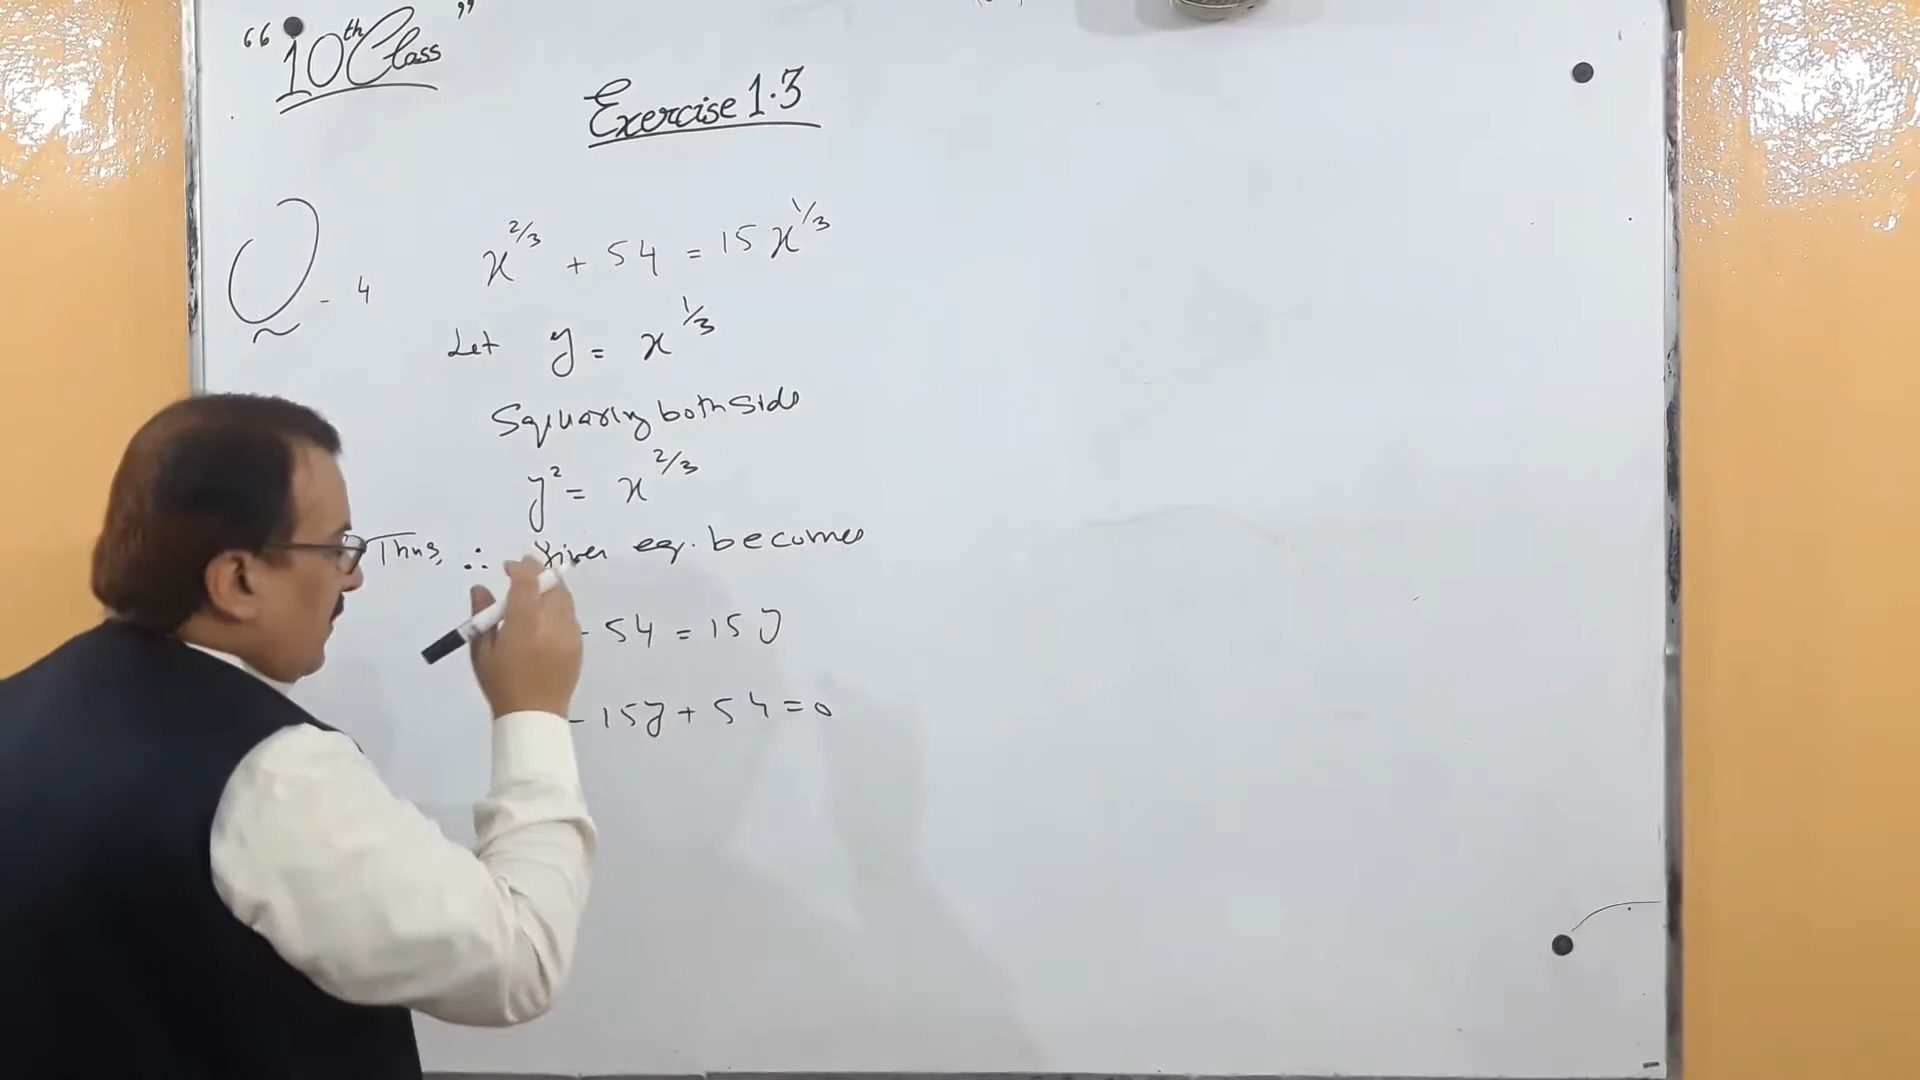 “10th Class”
Exercise 1.3
Q - 4 x^2/3 + 54 = 15 x^1/3
Let y = x^1/3
Squaring both side
y^2 = x^2/3
Thus, ∴ given eq. becomes
54 = 15 y
- 15y + 54 = 0